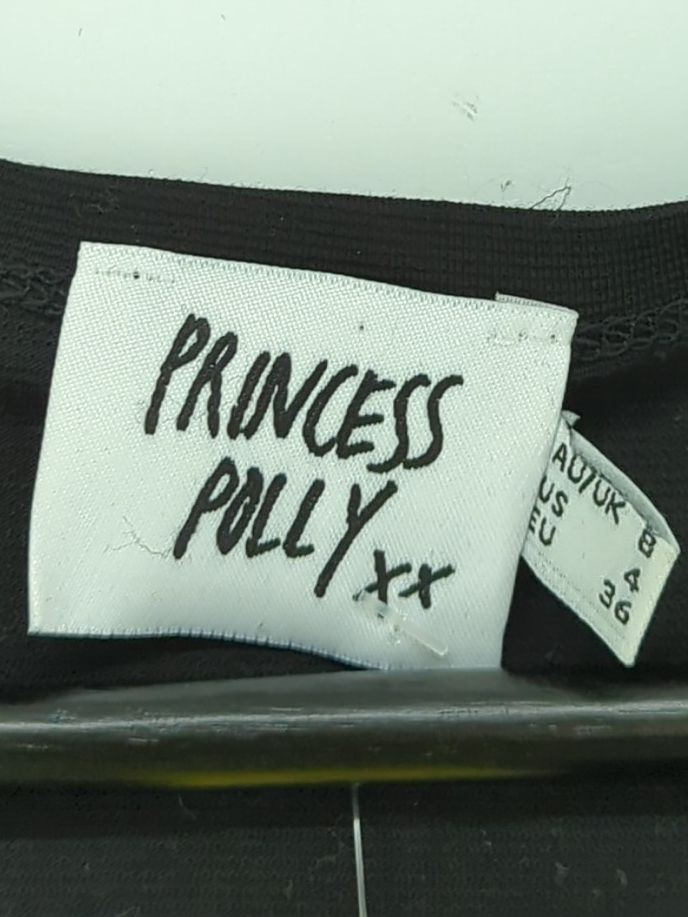 PRINCESS
POLLY
xx
AU/UK 8
US 4
EU 36